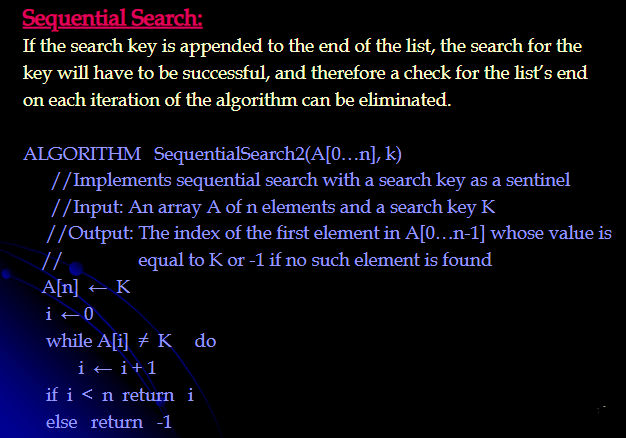 Sequential Search:
If the search key is appended to the end of the list, the search for the
key will have to be successful, and therefore a check for the list's end
on each iteration of the algorithm can be eliminated.
ALGORITHM SequentialSearch2(A[0…n], k)
//Implements sequential search with a search key as a sentinel
//Input: An array A of n elements and a search key K
//Output: The index of the first element in A[0…n-1] whose value is
// equal to K or -1 if no such element is found
A[n] ← K
i ← 0
while A[i] ≠ K do
i ← i + 1
if i < n return i
else return -1